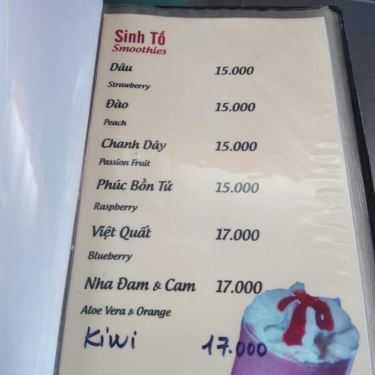 Sinh Tố
Smoothies
Dâu 15.000
Strawberry
Đào 15.000
Peach
Chanh Dây 15.000
Passion Fruit
Phúc Bồn Tử 15.000
Raspberry
Việt Quất 17.000
Blueberry
Nha Đam & Cam 17.000
Aloe Vera & Orange
Kiwi 17.000